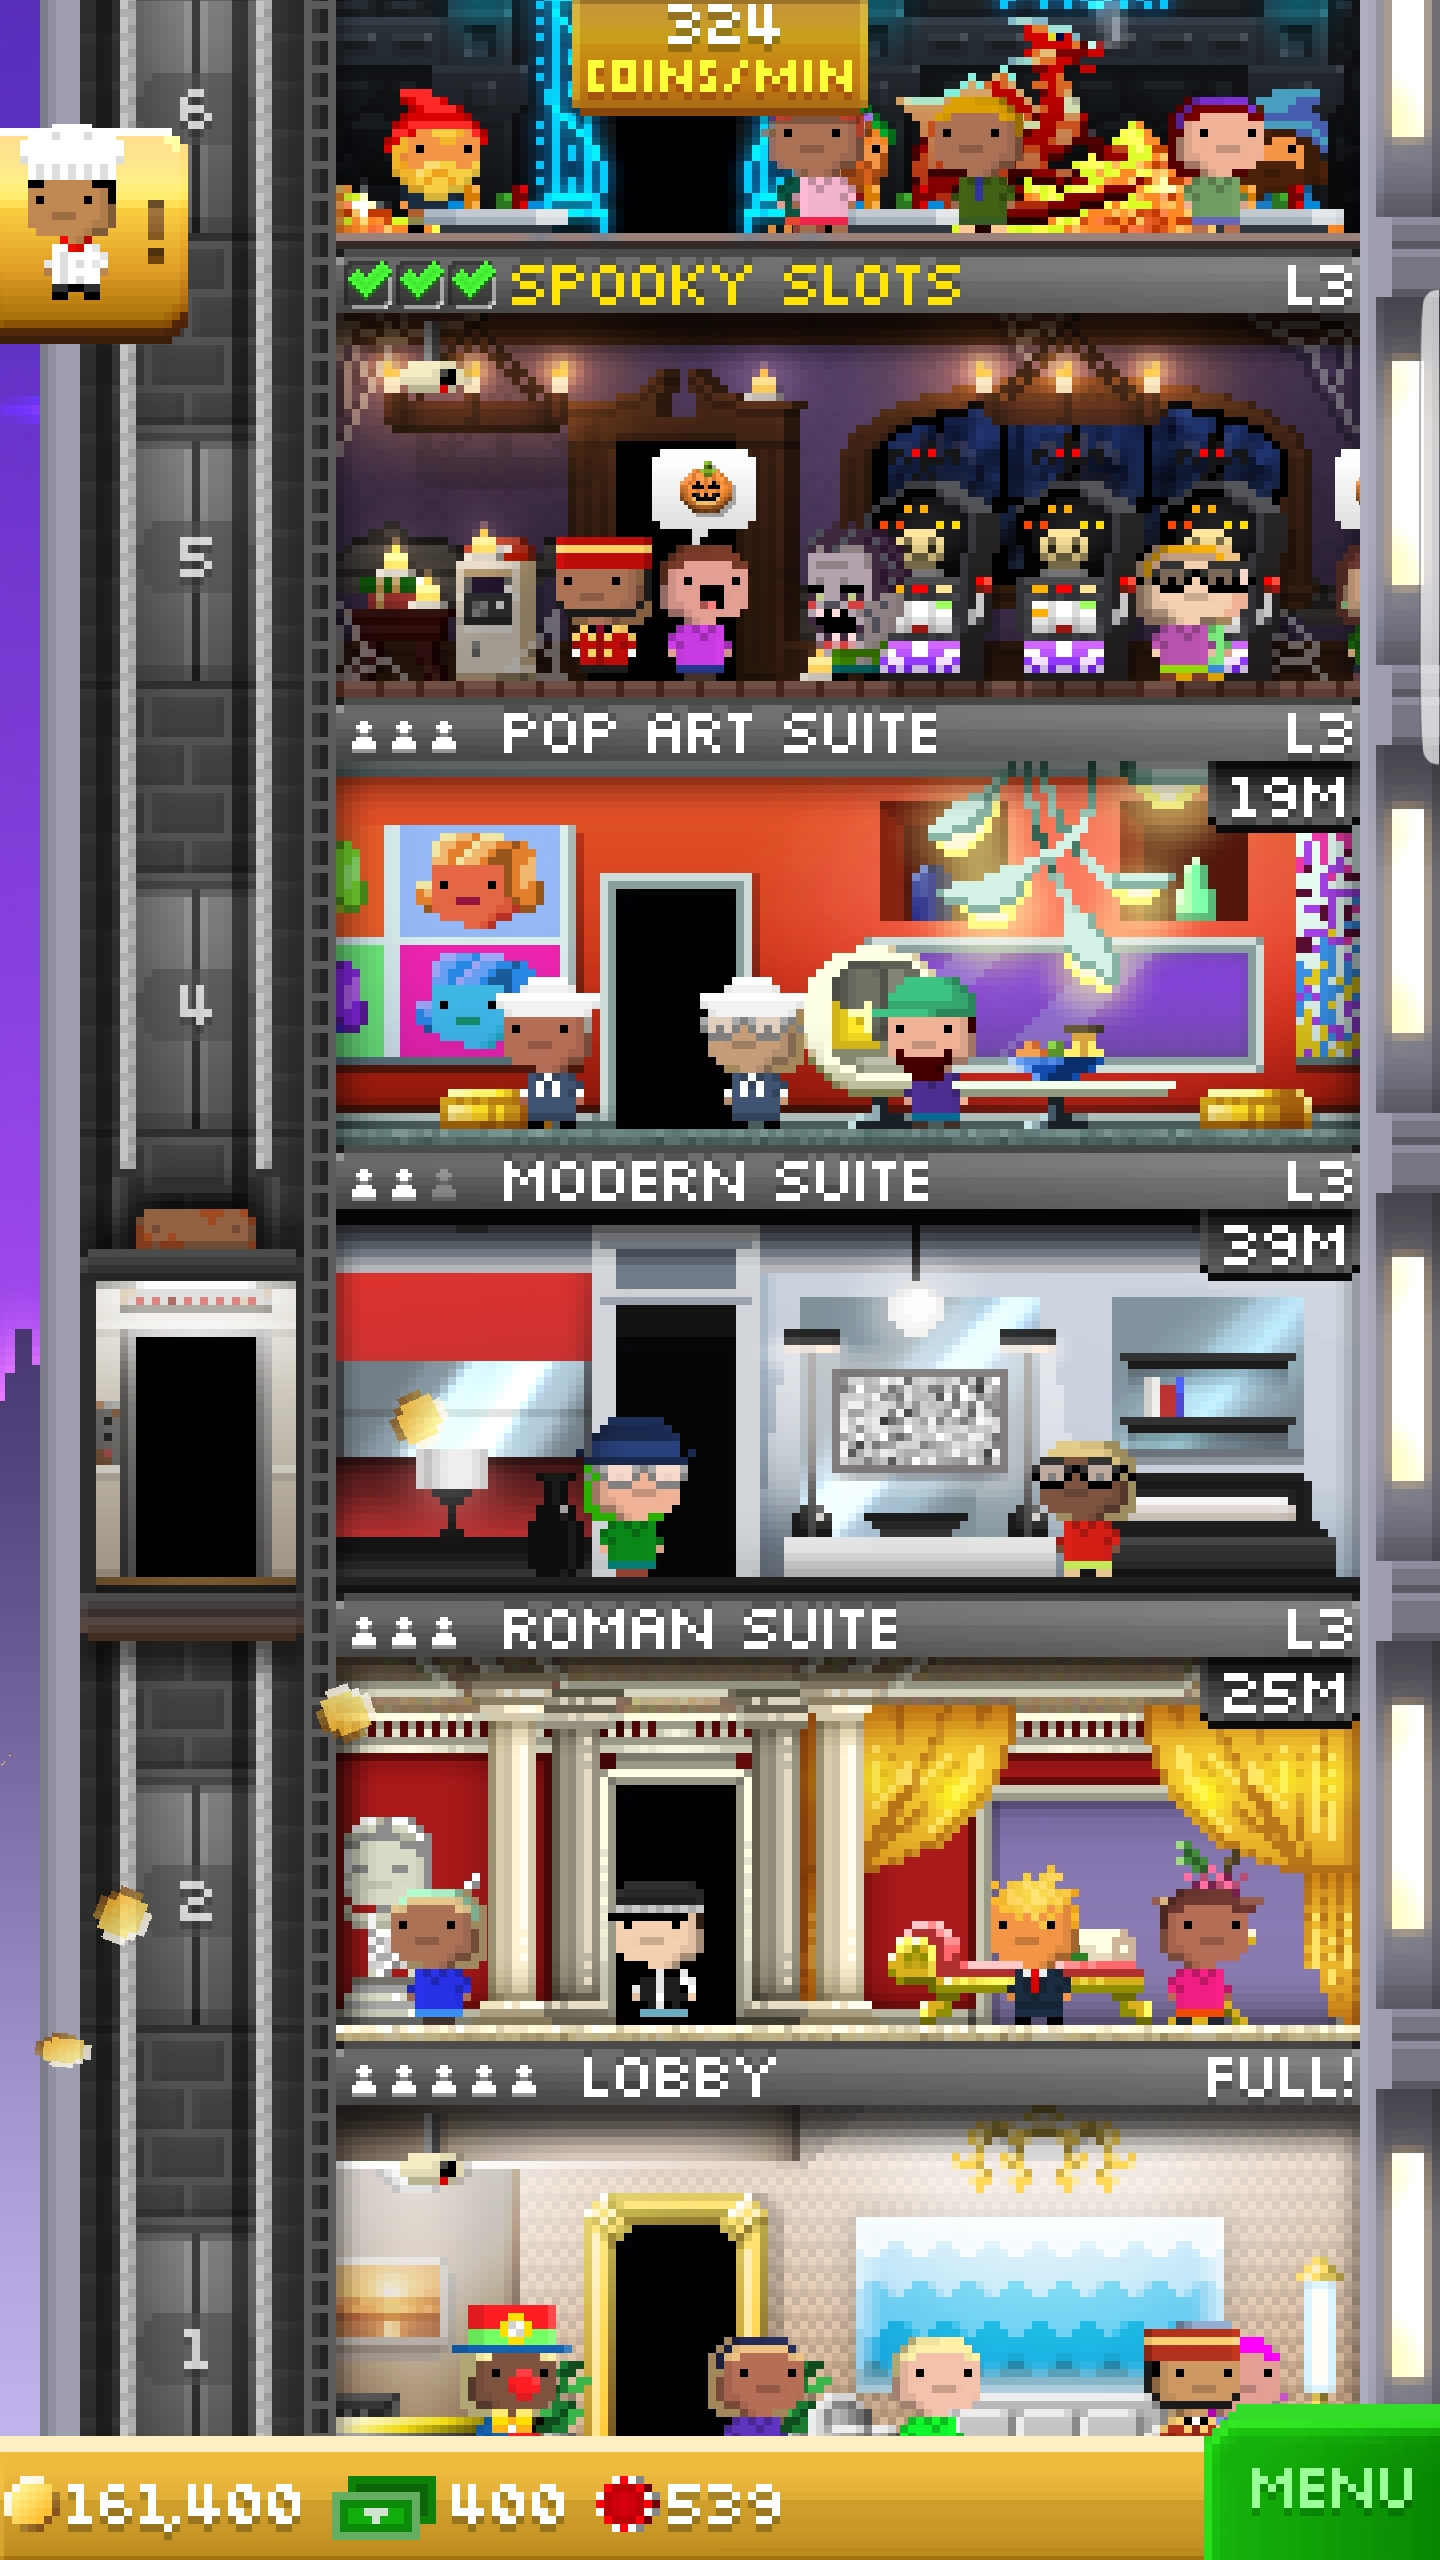 324
COINS/MIN
6
!
SPOOKY SLOTS L3
5
POP ART SUITE L3
19M
4
MODERN SUITE L3
39M
ROMAN SUITE L3
25M
2
LOBBY FULL!
1
161,400 400 539
MENU